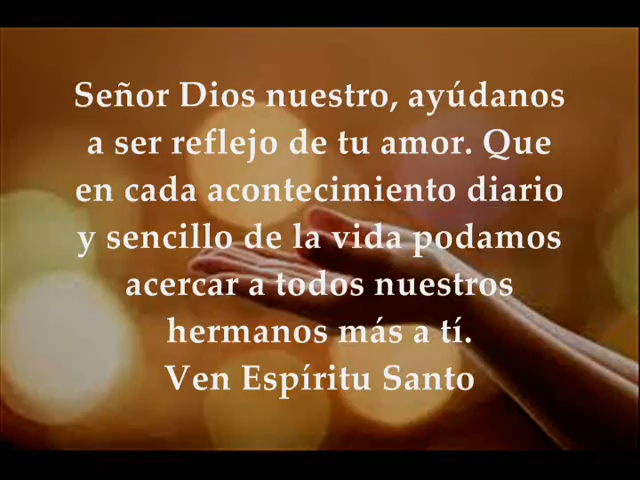 Señor Dios nuestro, ayúdanos
a ser reflejo de tu amor. Que
en cada acontecimiento diario
y sencillo de la vida podamos
acercar a todos nuestros
hermanos más a tí.
Ven Espíritu Santo